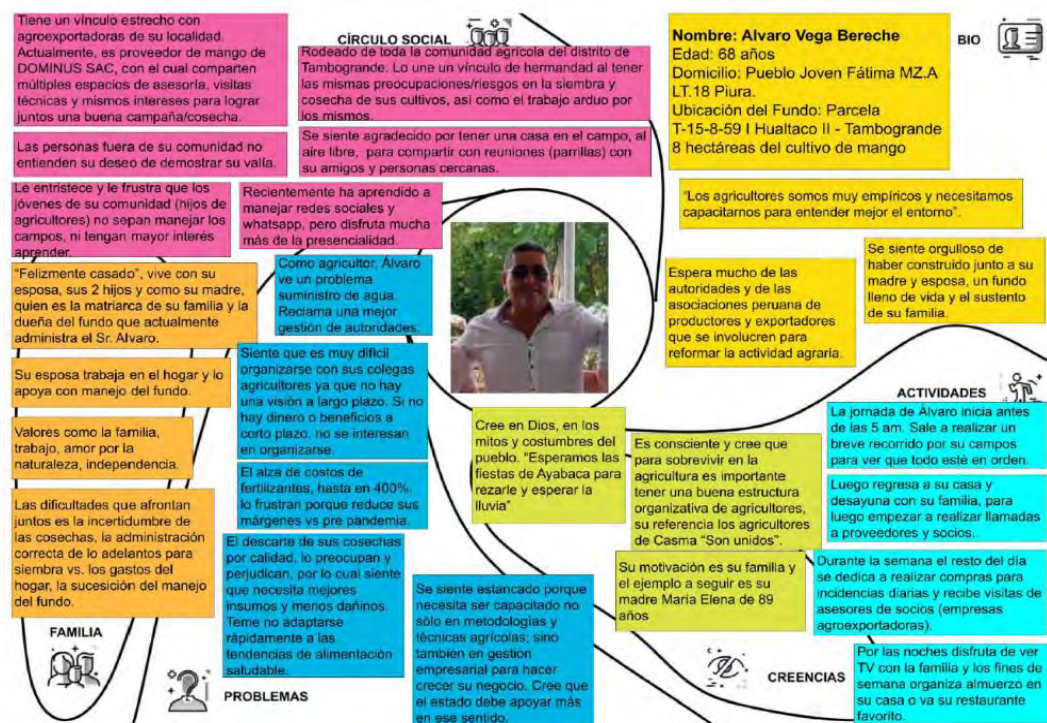 Tiene un vínculo estrecho con
agroexportadoras de su localidad.
Actualmente, es proveedor de mango de
DOMINUS SAC, con el cual comparten
múltiples espacios de asesoría, visitas
técnicas y mismos intereses para lograr
juntos una buena campaña/cosecha.
Las personas fuera de su comunidad no
entienden su deseo de demostrar su valía.
Le entristece y le frustra que los
jóvenes de su comunidad (hijos de
agricultores) no sepan manejar los
campos, ni tengan mayor interés
aprender.
CÍRCULO SOCIAL
Rodeado de toda la comunidad agrícola del distrito de
Tambogrande. Lo une un vínculo de hermandad al tener
las mismas preocupaciones/riesgos en la siembra y
cosecha de sus cultivos, así como el trabajo arduo por
los mismos.
Se siente agradecido por tener una casa en el campo, al
aire libre, para compartir con reuniones (parrillas) con
su amigos y personas cercanas.
Recientemente ha aprendido a
manejar redes sociales y
whatsapp, pero disfruta mucha
más de la presencialidad.
BIO
Nombre: Alvaro Vega Bereche
Edad: 68 años
Domicilio: Pueblo Joven Fátima MZ.A
LT.18 Piura.
Ubicación del Fundo: Parcela
T-15-8-59 I Hualtaco II - Tambogrande
8 hectáreas del cultivo de mango
“Los agricultores somos muy empíricos y necesitamos
capacitarnos para entender mejor el entorno”.
Espera mucho de las
autoridades y de las
asociaciones peruana de
productores y exportadores
que se involucren para
reformar la actividad agraria.
Se siente orgulloso de
haber construido junto a su
madre y esposa, un fundo
lleno de vida y el sustento
de su familia.
“Felizmente casado”, vive con su
esposa, sus 2 hijos y como su madre,
quien es la matriarca de su familia y la
dueña del fundo que actualmente
administra el Sr. Alvaro.
Su esposa trabaja en el hogar y lo
apoya con manejo del fundo.
Valores como la familia,
trabajo, amor por la
naturaleza, independencia.
Las dificultades que afrontan
juntos es la incertidumbre de
las cosechas, la administración
correcta de lo adelantos para
siembra vs. los gastos del
hogar, la sucesición del manejo
del fundo.
FAMILIA
Como agricultor, Álvaro
ve un problema
suministro de agua.
Reclama una mejor
gestión de autoridades.
Siente que es muy difícil
organizarse con sus colegas
agricultores ya que no hay
una visión a largo plazo. Si no
hay dinero o beneficios a
corto plazo, no se interesan
en organizarse.
El alza de costos de
fertilizantes, hasta en 400%,
lo frustran porque reduce sus
márgenes vs pre pandemia.
El descarte de sus cosechas
por calidad, lo preocupan y
perjudican, por lo cual siente
que necesita mejores
insumos y menos dañinos.
Teme no adaptarse
rápidamente a las
tendencias de alimentación
saludable.
Se siente estancado porque
necesita ser capacitado no
sólo en metodologías y
técnicas agrícolas; sino
también en gestión
empresarial para hacer
crecer su negocio. Cree que
el estado debe apoyar más
en ese sentido.
PROBLEMAS
Cree en Dios, en los
mitos y costumbres del
pueblo. “Esperamos las
fiestas de Ayabaca para
rezarle y esperar la
lluvia”
Es consciente y cree que
para sobrevivir en la
agricultura es importante
tener una buena estructura
organizativa de agricultores,
su referencia los agricultores
de Casma “Son unidos”.
Su motivación es su familia y
el ejemplo a seguir es su
madre María Elena de 89
años
CREENCIAS
ACTIVIDADES
La jornada de Álvaro inicia antes
de las 5 am. Sale a realizar un
breve recorrido por su campos
para ver que todo esté en orden.
Luego regresa a su casa y
desayuna con su familia, para
luego empezar a realizar llamadas
a proveedores y socios.
Durante la semana el resto del día
se dedica a realizar compras para
incidencias diarias y recibe visitas de
asesores de socios (empresas
agroexportadoras).
Por las noches disfruta de ver
TV con la familia y los fines de
semana organiza almuerzo en
su casa o va su restaurante
favorito.